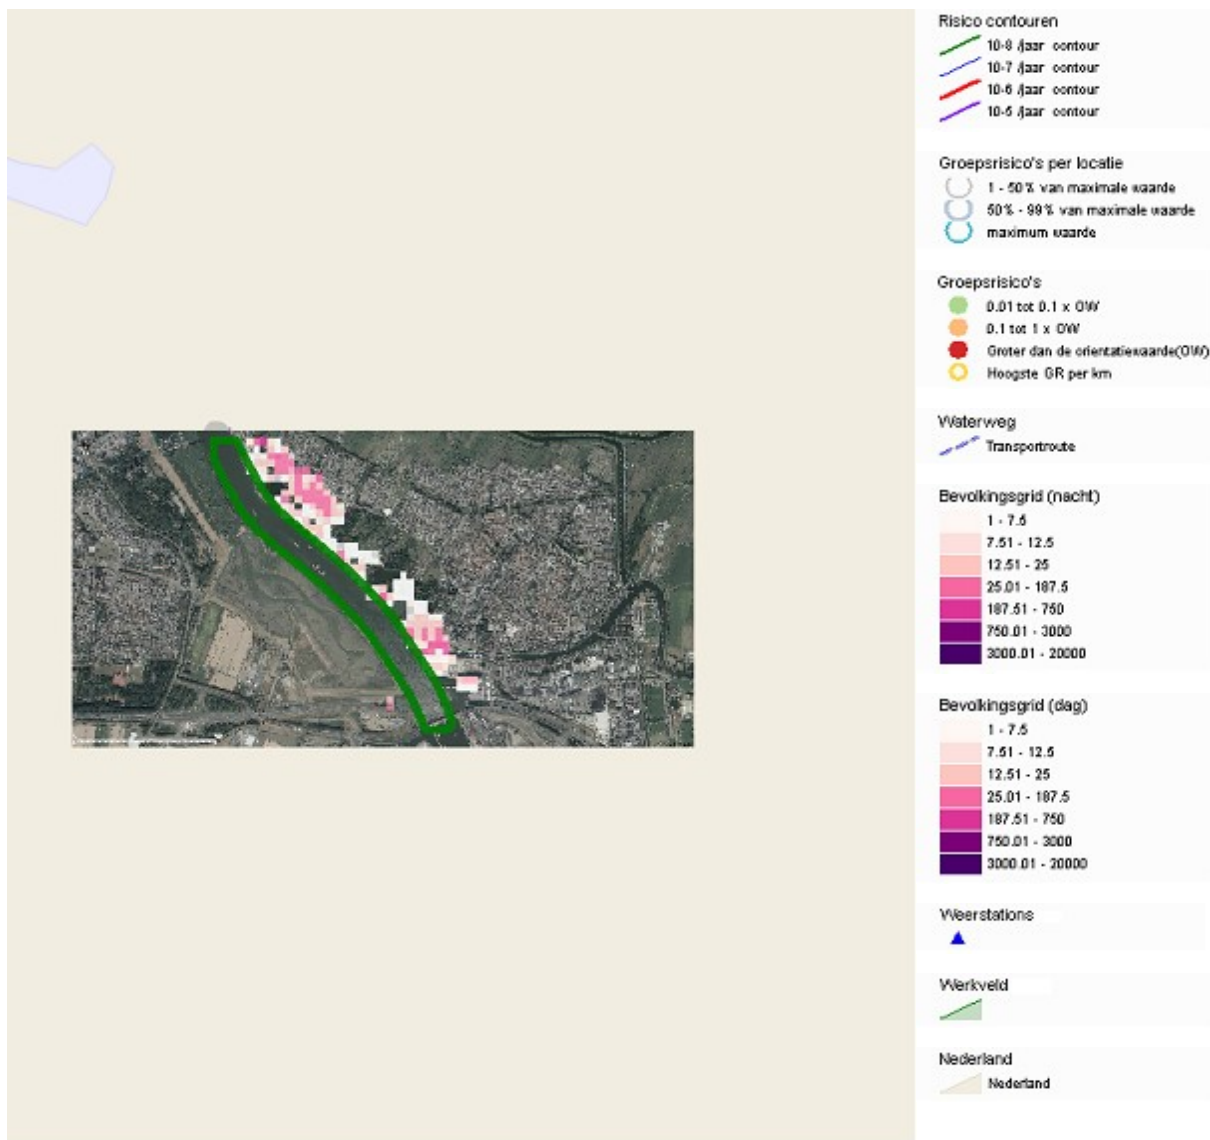 Risico contouren
10-8 /jaar contour
10-7 /jaar contour
10-6 /jaar contour
10-5 /jaar contour
Groepsrisico's per locatie
1 - 50% van maximale waarde
50% - 99% van maximale waarde
maximum waarde
Groepsrisico's
0.01 tot 0.1 x OW
0.1 tot 1 x OW
Groter dan de orientatiewaarde(OW)
Hoogste GR per km
Waterweg
Transportroute
Bevolkingsgrid (nacht)
1 - 7.5
7.51 - 12.5
12.51 - 25
25.01 - 187.5
187.51 - 750
750.01 - 3000
3000.01 - 20000
Bevolkingsgrid (dag)
1 - 7.5
7.51 - 12.5
12.51 - 25
25.01 - 187.5
187.51 - 750
750.01 - 3000
3000.01 - 20000
Weerstations
Werkveld
Nederland
Nederland